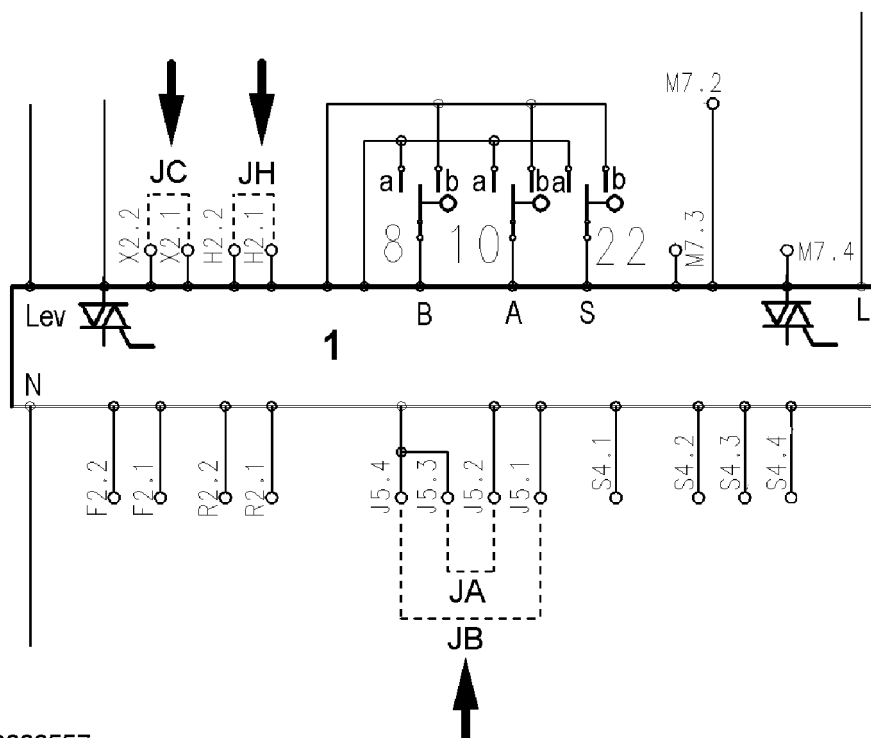 M7.2
JC JH
a b a b a b
X2.2 X2.1 H2.2 H2.1
8 10 22
M7.3
M7.4
Lev B A S L
1
N
F2.2 F2.1 R2.2 R2.1 J5.4 J5.3 J5.2 J5.1 S4.1 S4.2 S4.3 S4.4
JA
JB